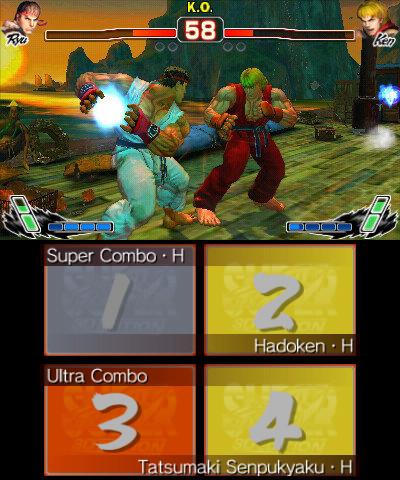 K.O.
58
Ryu
Ken
Super Combo・H
1
2
Hadoken・H
Ultra Combo
3
4
Tatsumaki Senpukyaku・H